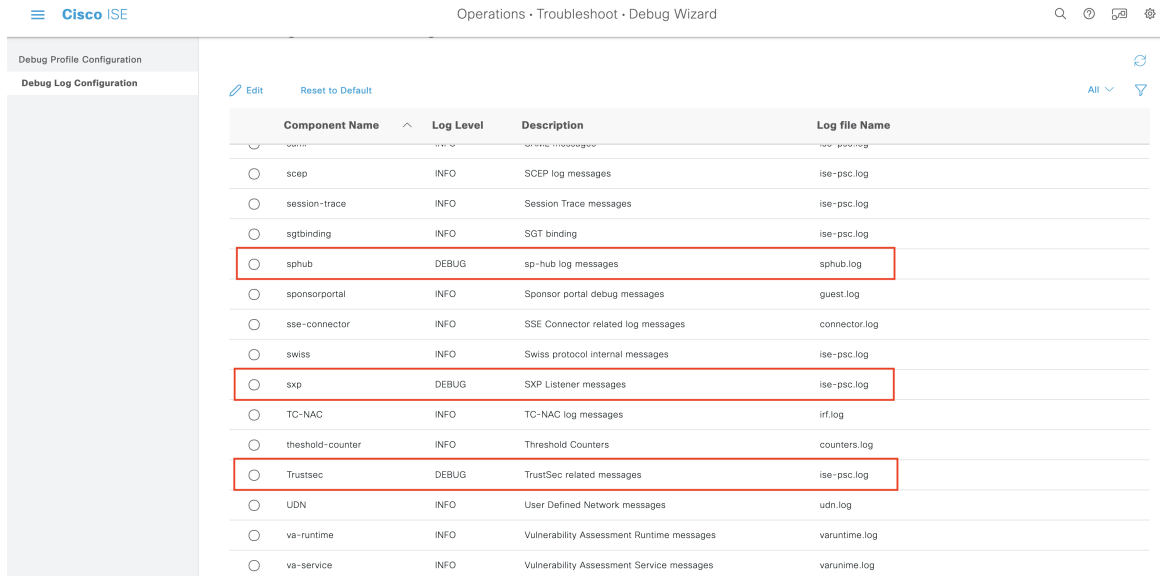 Cisco ISE
Operations · Troubleshoot · Debug Wizard
Debug Profile Configuration
Debug Log Configuration
Edit Reset to Default All
Component Name Log Level Description Log file Name
scep INFO SCEP log messages ise-psc.log
session-trace INFO Session Trace messages ise-psc.log
sgtbinding INFO SGT binding ise-psc.log
sphub DEBUG sp-hub log messages sphub.log
sponsorportal INFO Sponsor portal debug messages guest.log
sse-connector INFO SSE Connector related log messages connector.log
swiss INFO Swiss protocol internal messages ise-psc.log
sxp DEBUG SXP Listener messages ise-psc.log
TC-NAC INFO TC-NAC log messages irf.log
theshold-counter INFO Threshold Counters counters.log
Trustsec DEBUG TrustSec related messages ise-psc.log
UDN INFO User Defined Network messages udn.log
va-runtime INFO Vulnerability Assessment Runtime messages varuntime.log
va-service INFO Vulnerability Assessment Service messages varunime.log